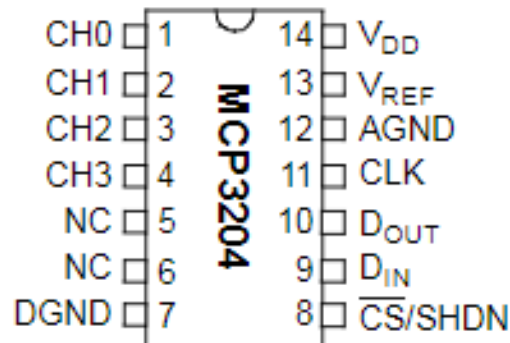 CH0 1 14 VDD
CH1 2 13 VREF
CH2 3 12 AGND
CH3 4 11 CLK
NC 5 10 DOUT
NC 6 9 DIN
DGND 7 8 C̅S̅/SHDN
MCP3204